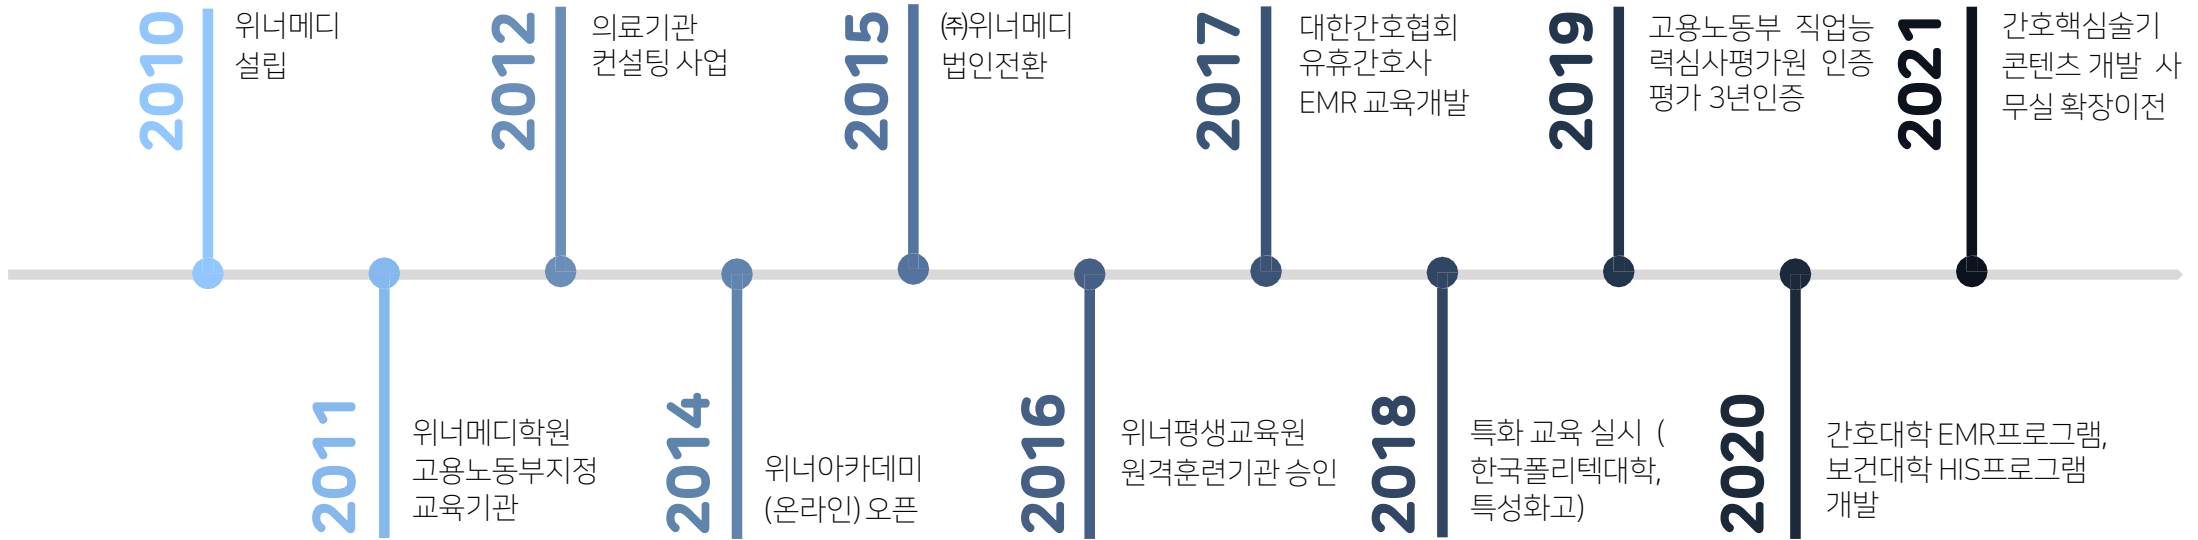 2010
위너메디
설립
2011
위너메디학원
고용노동부지정
교육기관
2012
의료기관
컨설팅 사업
2014
위너아카데미
(온라인) 오픈
2015
㈜위너메디
법인전환
2016
위너평생교육원
원격훈련기관 승인
2017
대한간호협회
유휴간호사
EMR 교육개발
2018
특화 교육 실시 (
한국폴리텍대학,
특성화고)
2019
고용노동부 직업능
력심사평가원 인증
평가 3년인증
2020
간호대학 EMR프로그램,
보건대학 HIS프로그램
개발
2021
간호핵심술기
콘텐츠 개발 사
무실 확장이전